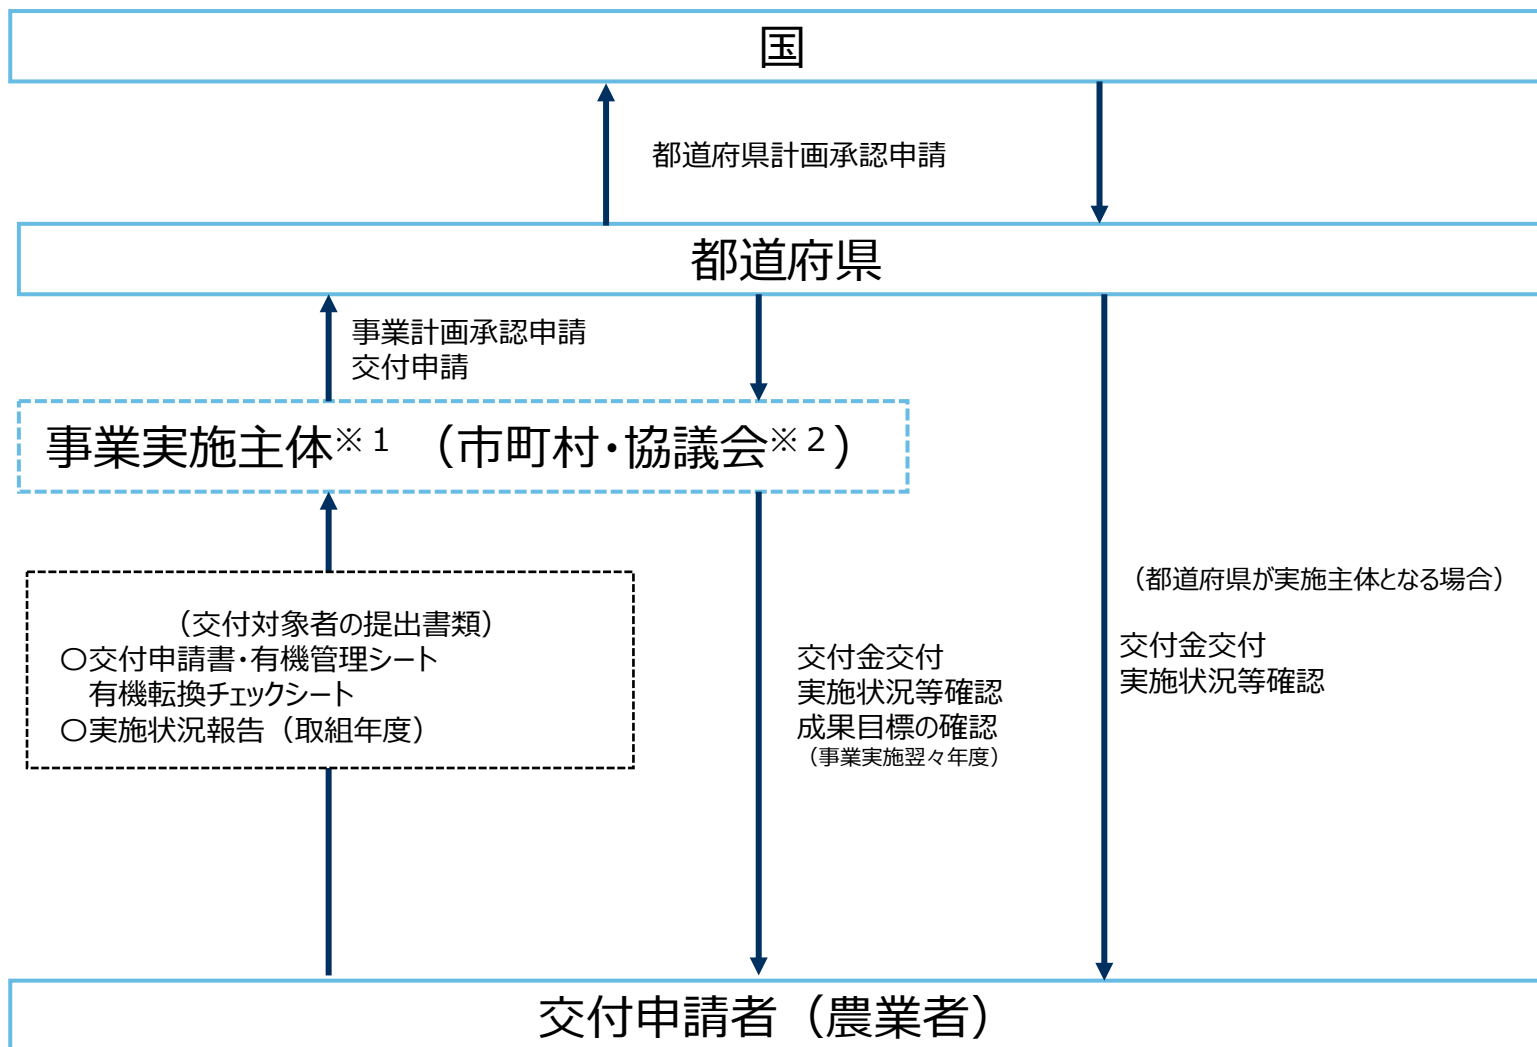 国
都道府県計画承認申請
都道府県
事業計画承認申請
交付申請
事業実施主体※１ （市町村・協議会※２）
（交付対象者の提出書類）
〇交付申請書・有機管理シート
有機転換チェックシート
〇実施状況報告（取組年度）
交付金交付
実施状況等確認
成果目標の確認
（事業実施翌々年度）
（都道府県が実施主体となる場合）
交付金交付
実施状況等確認
交付申請者（農業者）